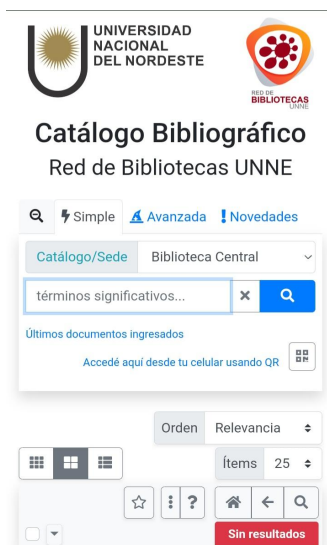 UNIVERSIDAD
NACIONAL
DEL NORDESTE
RED DE
BIBLIOTECAS
UNNE
Catálogo Bibliográfico
Red de Bibliotecas UNNE
Simple Avanzada Novedades
Catálogo/Sede Biblioteca Central
términos significativos...
Últimos documentos ingresados
Accedé aquí desde tu celular usando QR
Orden Relevancia
Ítems 25
?
Sin resultados